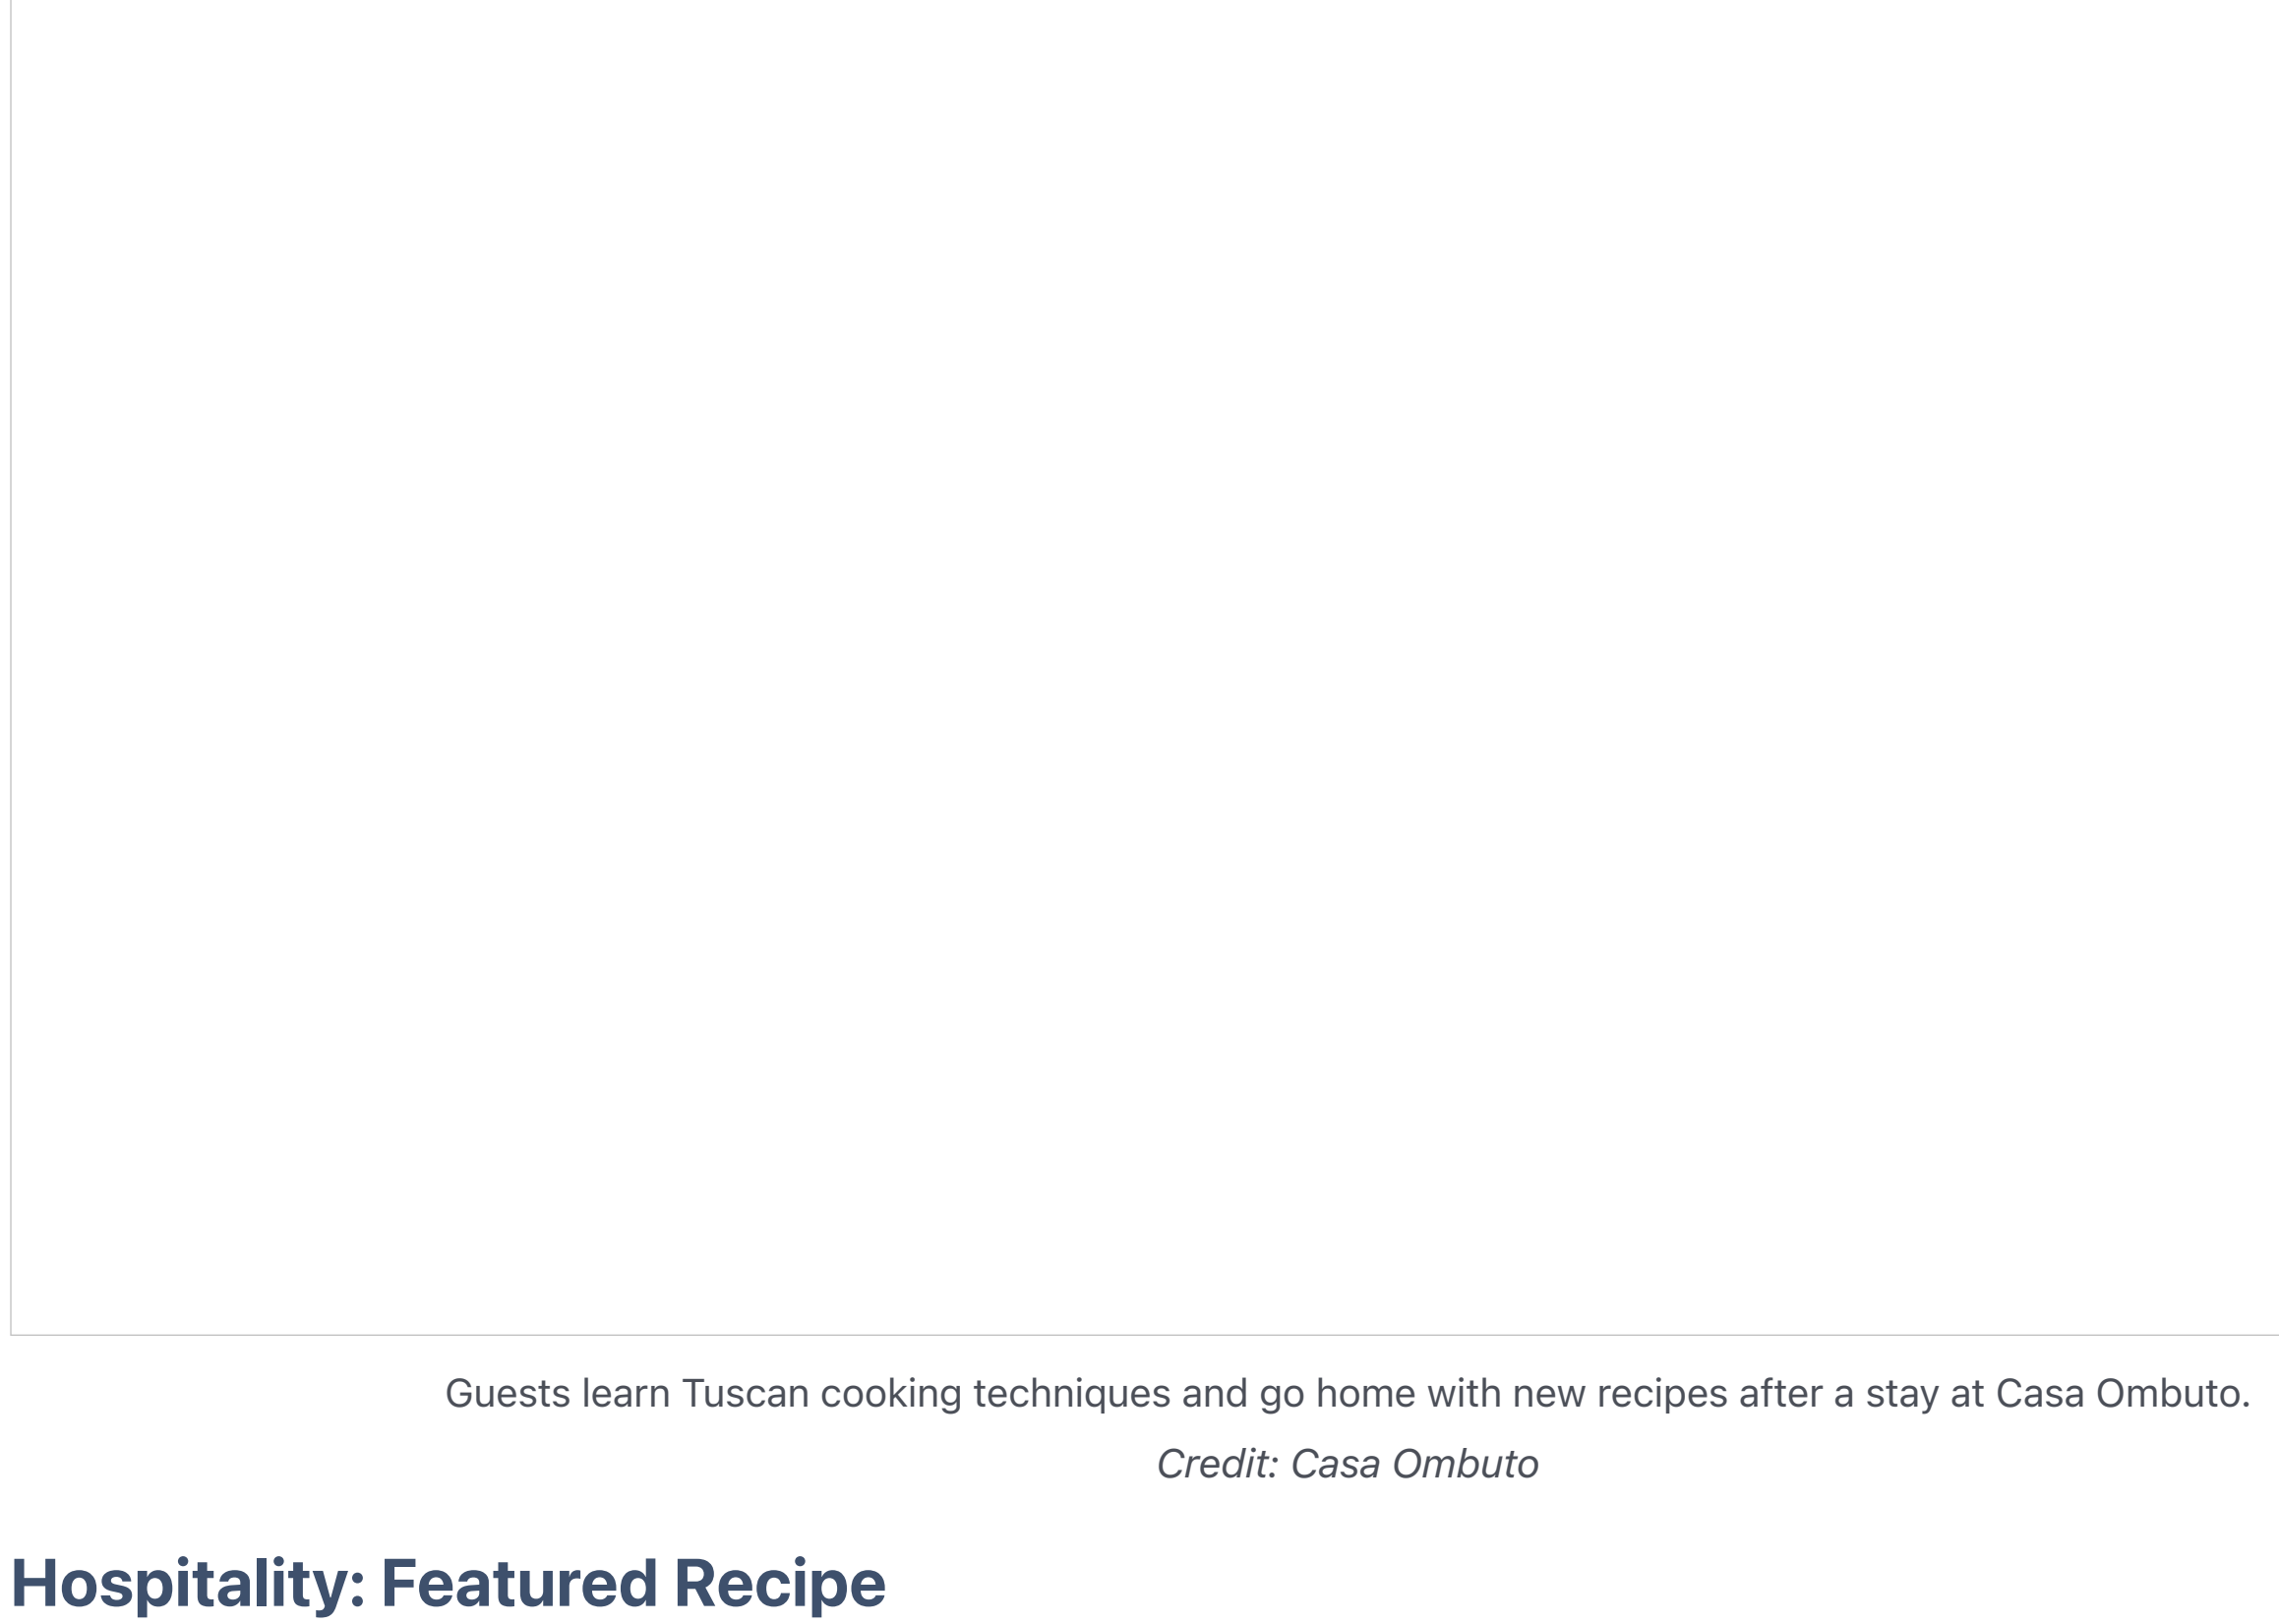 Guests learn Tuscan cooking techniques and go home with new recipes after a stay at Casa Ombuto.
Credit: Casa Ombuto
Hospitality: Featured Recipe